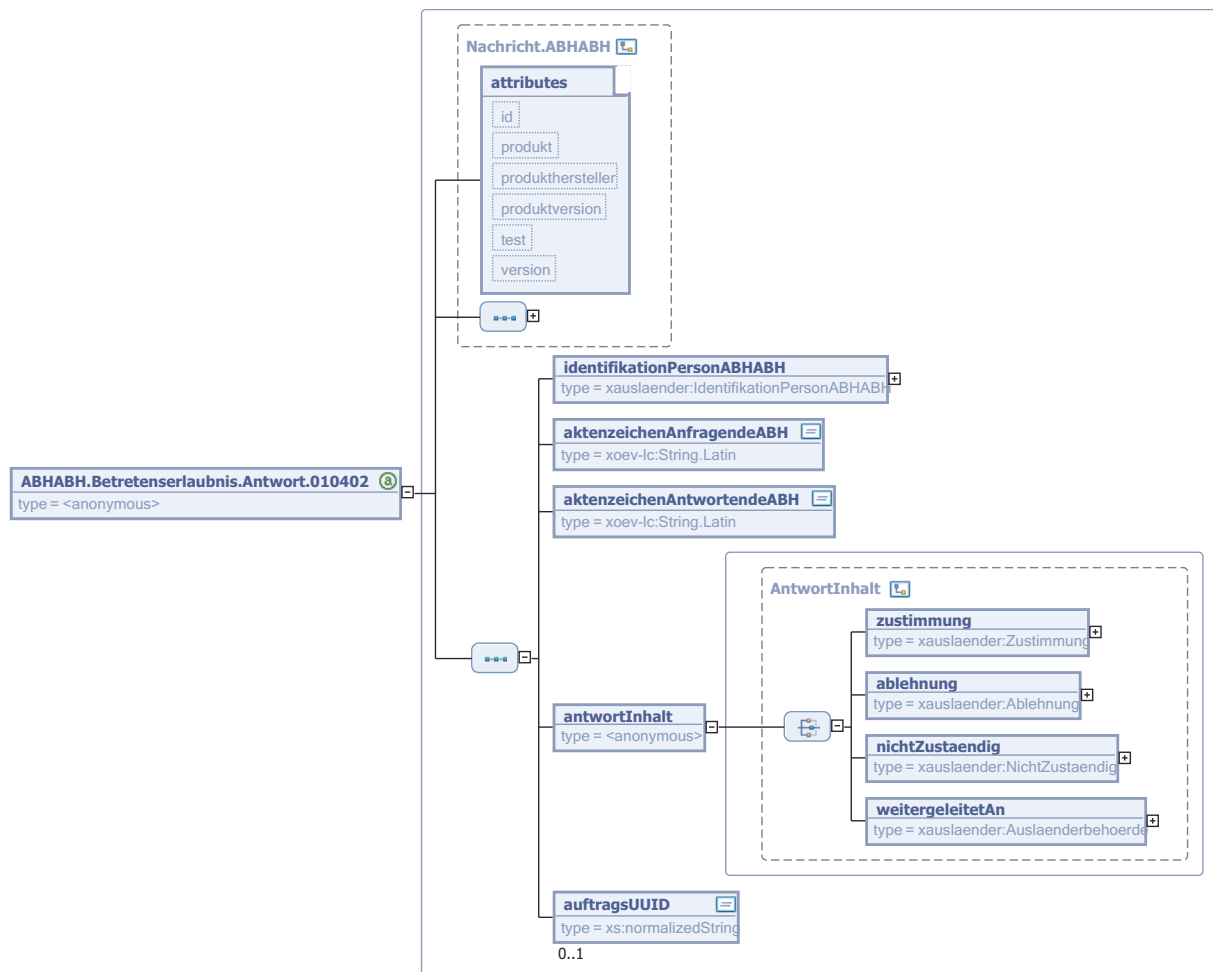 Nachricht.ABHABH
attributes
id
produkt
produkthersteller
produktversion
test
version
identifikationPersonABHABH
type = xauslaender:IdentifikationPersonABHABH
aktenzeichenAnfragendeABH
type = xoev-lc:String.Latin
ABHABH.Betretenserlaubnis.Antwort.010402
type = <anonymous>
aktenzeichenAntwortendeABH
type = xoev-lc:String.Latin
AntwortInhalt
zustimmung
type = xauslaender:Zustimmung
ablehnung
type = xauslaender:Ablehnung
antwortInhalt
type = <anonymous>
nichtZustaendig
type = xauslaender:NichtZustaendig
weitergeleitetAn
type = xauslaender:Auslaenderbehoerde
auftragsUUID
type = xs:normalizedString
0..1